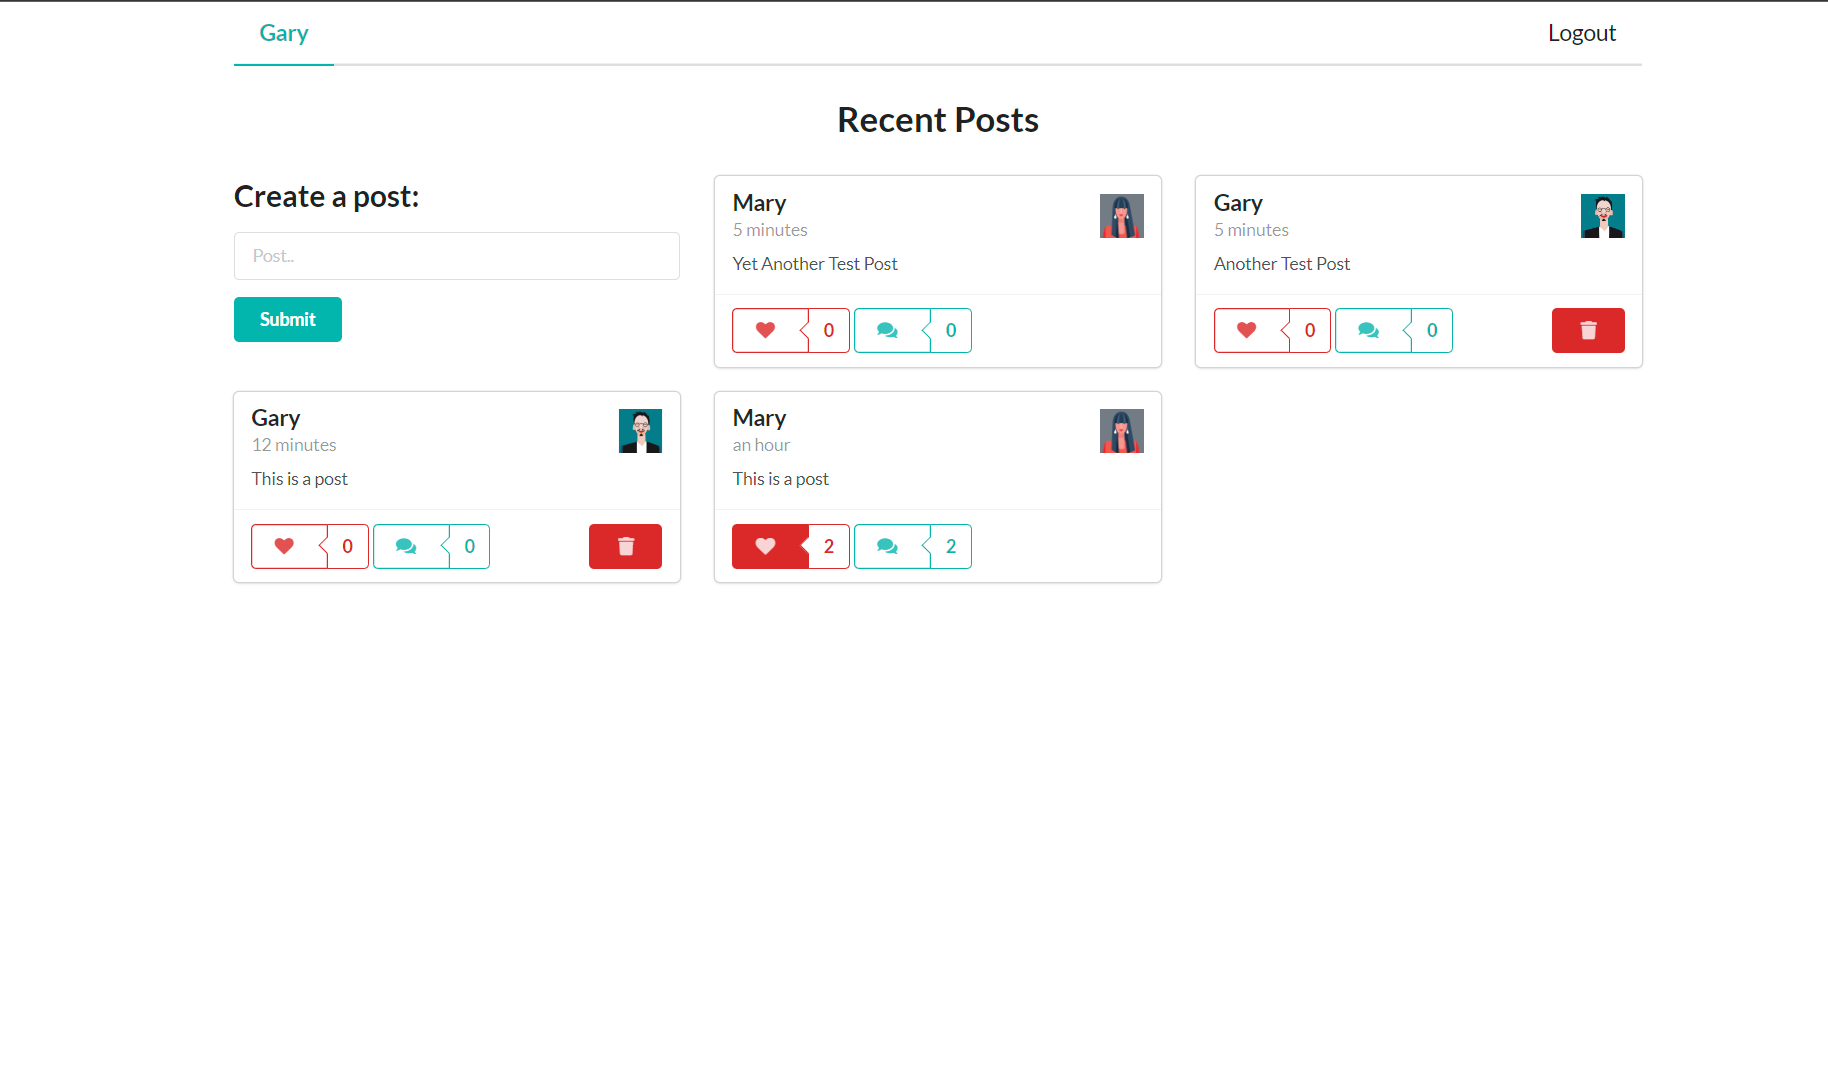 Gary
Logout
Recent Posts
Create a post:
Post..
Submit
Mary
5 minutes
Yet Another Test Post
0
0
Gary
5 minutes
Another Test Post
0
0
Gary
12 minutes
This is a post
0
0
Mary
an hour
This is a post
2
2